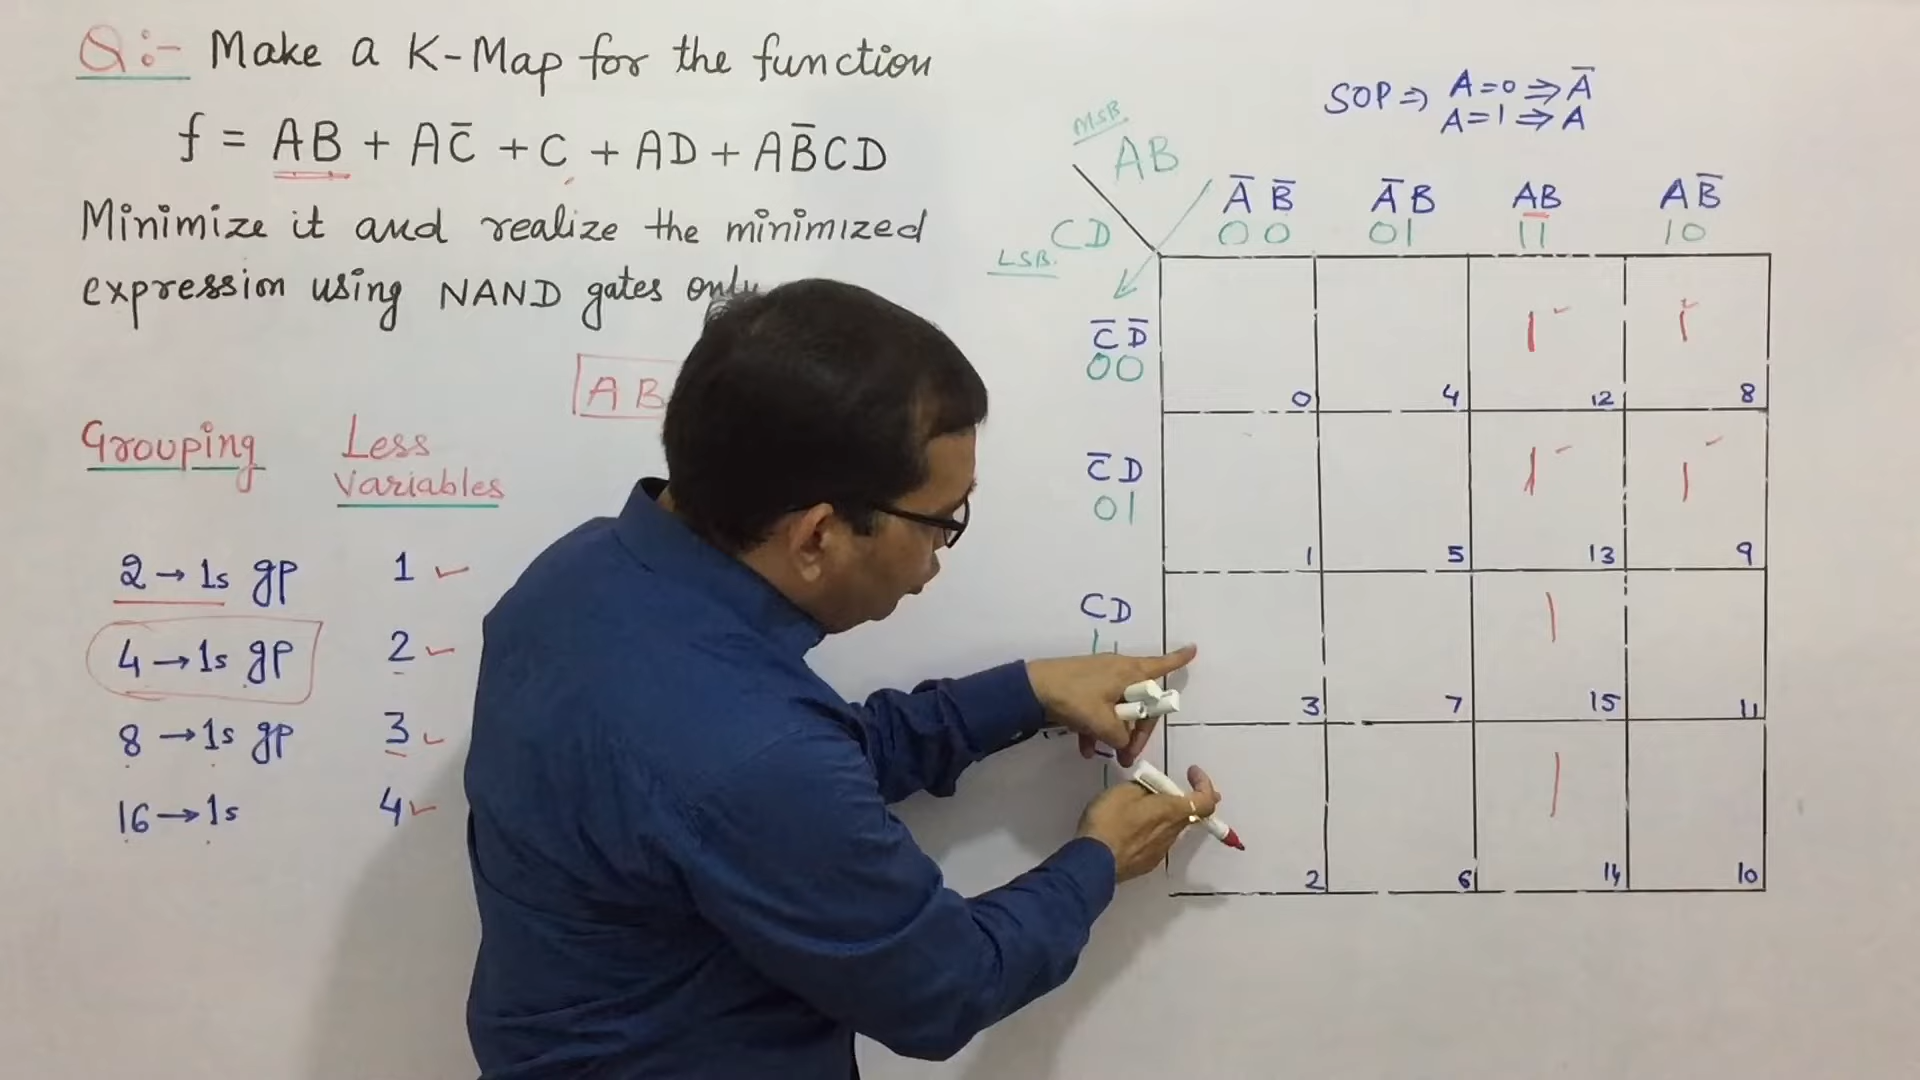 Q:- Make a K-Map for the function
f = AB + AC̅ + C + AD + AB̅CD
Minimize it and realize the minimized
expression using NAND gates only
AB
Grouping Less
Variables
2 → 1s gp 1 ✓
4 → 1s gp 2 ✓
8 → 1s gp 3 ✓
16 → 1s 4 ✓
SOP ⇒ A=0 ⇒ A̅
A=1 ⇒ A
MSB.
AB
CD
LSB.
A̅ B̅ A̅ B AB A B̅
00 01 11 10
C̅ D̅
00
1 1
0 4 12 8
C̅ D
01
1 1
1 5 13 9
CD
1
3 7 15 11
1
2 6 14 10